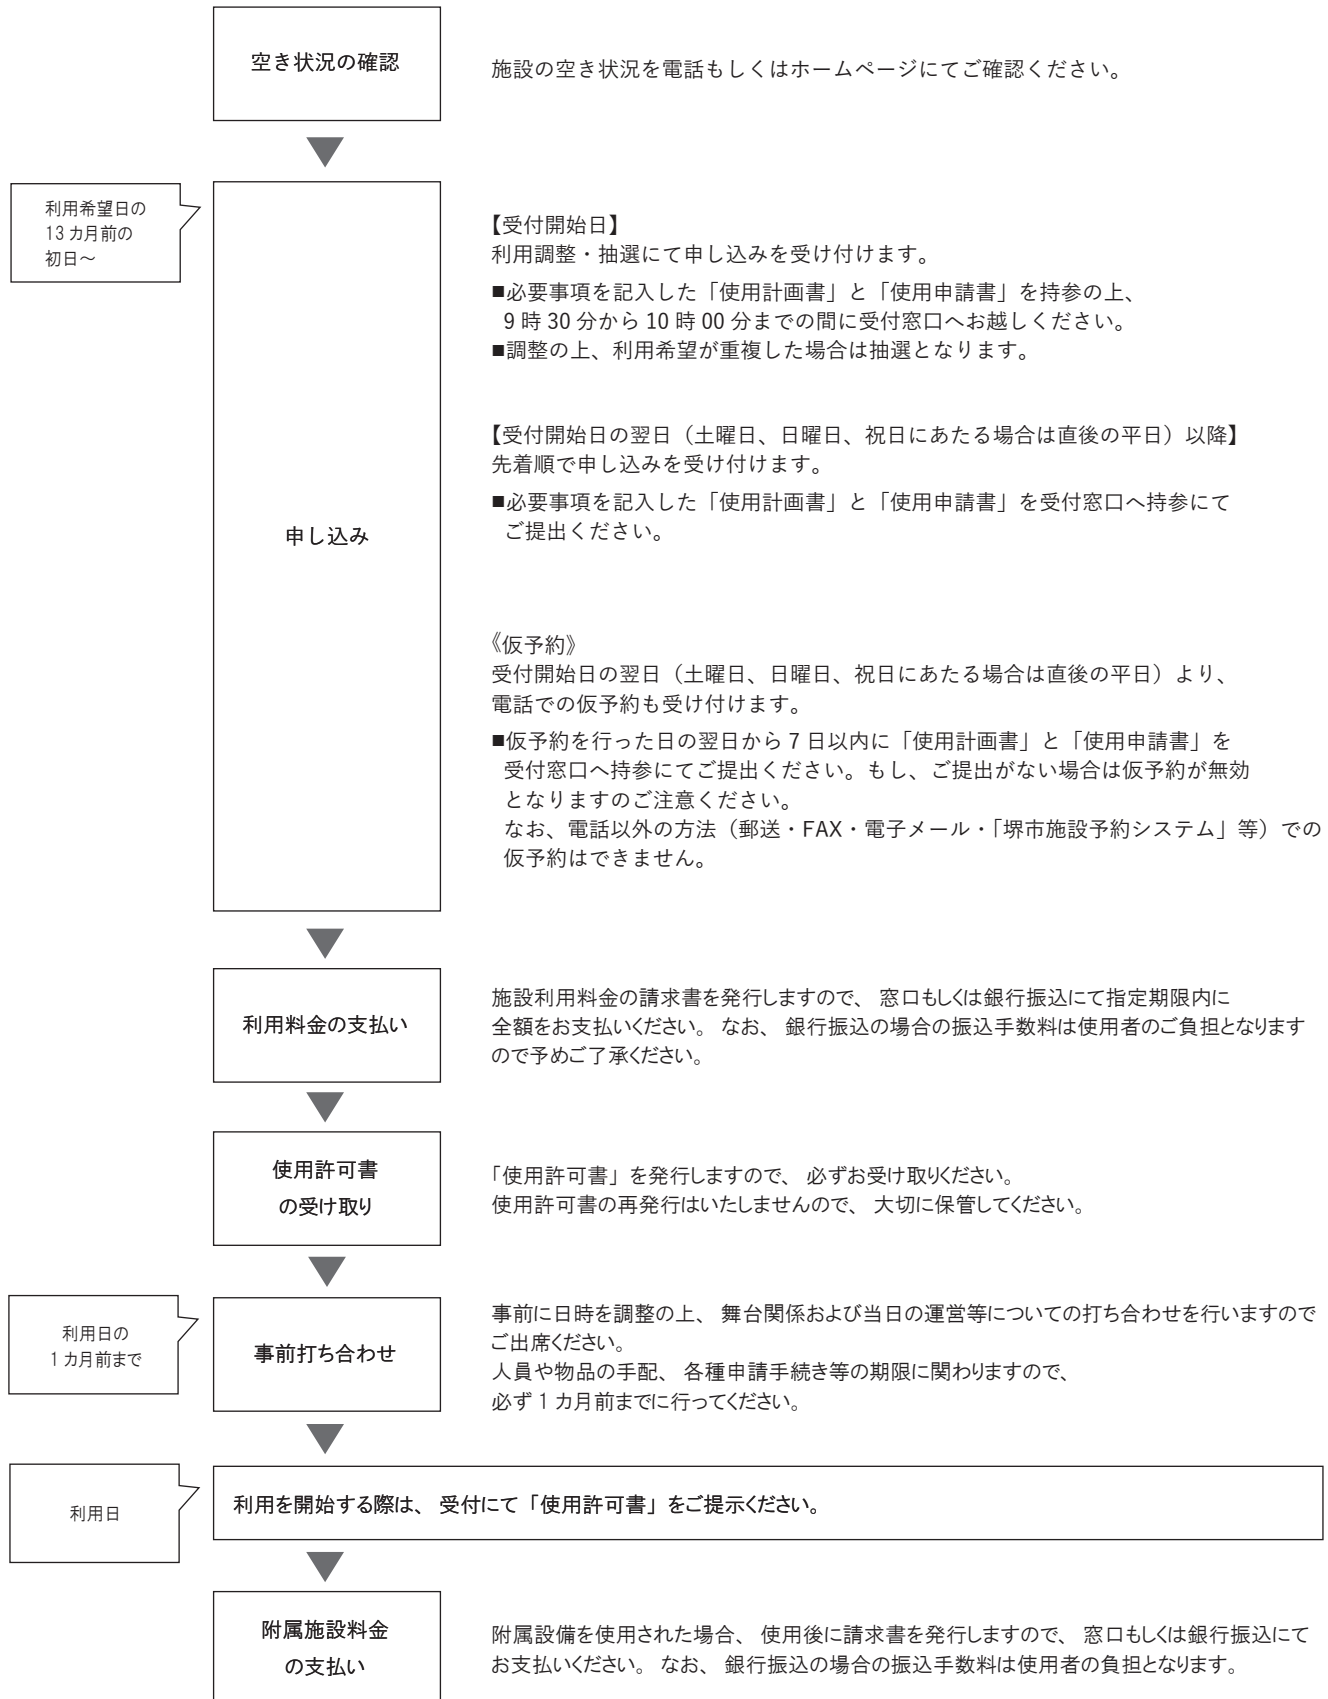 空き状況の確認
施設の空き状況を電話もしくはホームページにてご確認ください。
利用希望日の
13 カ月前の
初日～
申し込み
【受付開始日】
利用調整・抽選にて申し込みを受け付けます。
■必要事項を記入した「使用計画書」と「使用申請書」を持参の上、
9 時 30 分から 10 時 00 分までの間に受付窓口へお越しください。
■調整の上、利用希望が重複した場合は抽選となります。
【受付開始日の翌日（土曜日、日曜日、祝日にあたる場合は直後の平日）以降】
先着順で申し込みを受け付けます。
■必要事項を記入した「使用計画書」と「使用申請書」を受付窓口へ持参にて
ご提出ください。
《仮予約》
受付開始日の翌日（土曜日、日曜日、祝日にあたる場合は直後の平日）より、
電話での仮予約も受け付けます。
■仮予約を行った日の翌日から 7 日以内に「使用計画書」と「使用申請書」を
受付窓口へ持参にてご提出ください。もし、ご提出がない場合は仮予約が無効
となりますのご注意ください。
なお、電話以外の方法（郵送・FAX・電子メール・「堺市施設予約システム」等）での
仮予約はできません。
利用料金の支払い
施設利用料金の請求書を発行しますので、 窓口もしくは銀行振込にて指定期限内に
全額をお支払いください。 なお、 銀行振込の場合の振込手数料は使用者のご負担となります
ので予めご了承ください。
使用許可書
の受け取り
「使用許可書」を発行しますので、 必ずお受け取りください。
使用許可書の再発行はいたしませんので、 大切に保管してください。
利用日の
1 カ月前まで
事前打ち合わせ
事前に日時を調整の上、 舞台関係および当日の運営等についての打ち合わせを行いますので
ご出席ください。
人員や物品の手配、 各種申請手続き等の期限に関わりますので、
必ず 1 カ月前までに行ってください。
利用日
利用を開始する際は、 受付にて「使用許可書」をご提示ください。
附属施設料金
の支払い
附属設備を使用された場合、 使用後に請求書を発行しますので、 窓口もしくは銀行振込にて
お支払いください。 なお、 銀行振込の場合の振込手数料は使用者の負担となります。